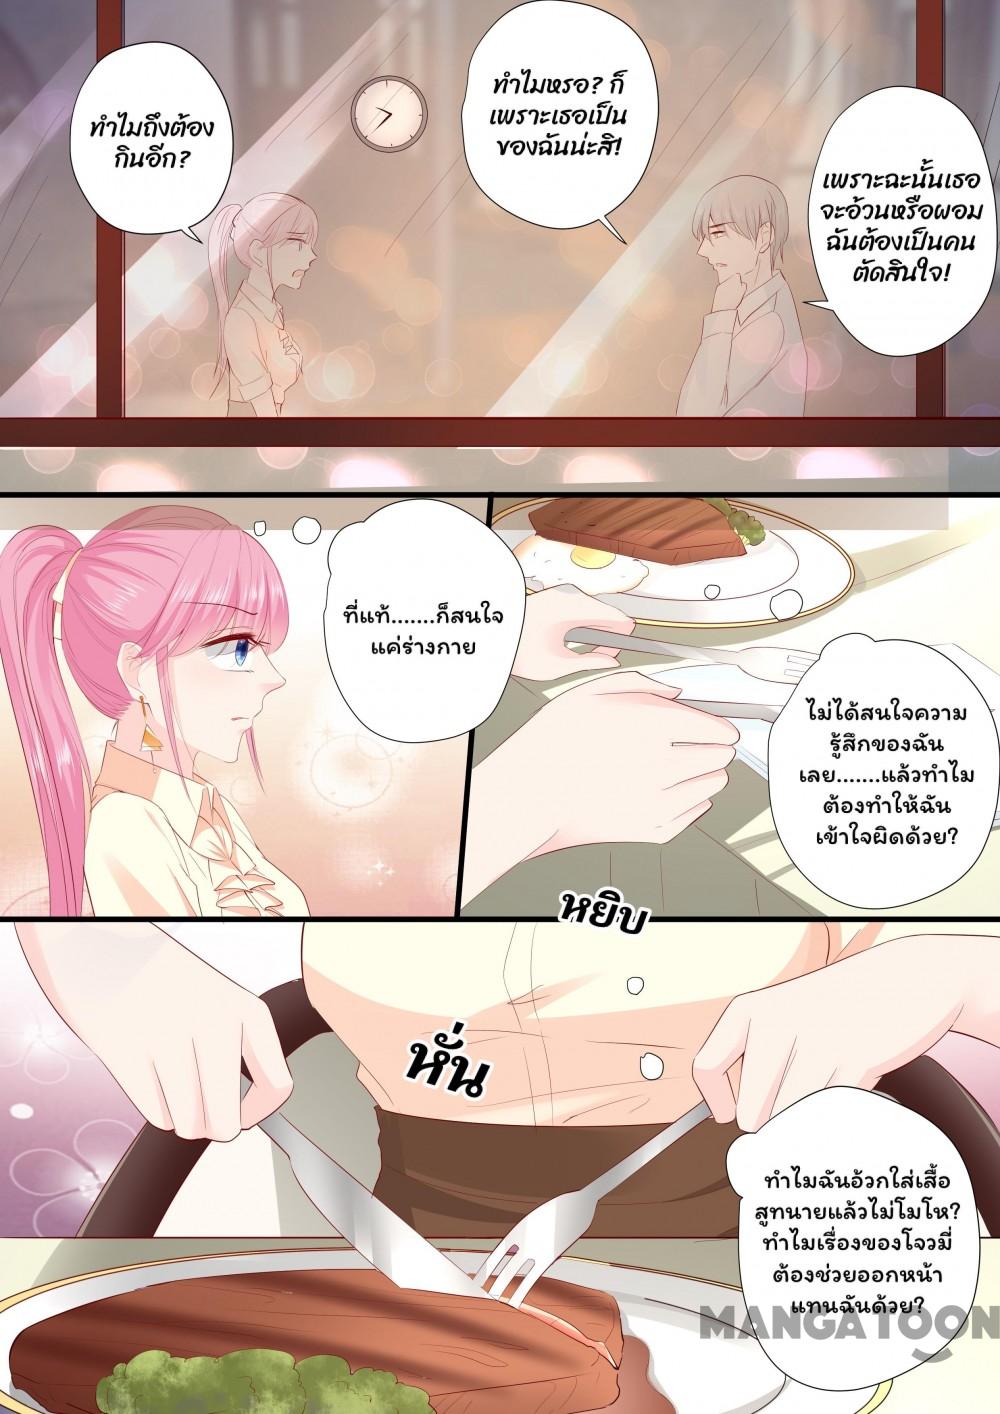 ทำไมถึงต้อง
กินอีก?
ทำไมหรอ? ก็
เพราะเธอเป็น
ของฉันน่ะสิ!
เพราะฉะนั้นเธอ
จะอ้วนหรือผอม
ฉันต้องเป็นคน
ตัดสินใจ!
ที่แท้.......ก็สนใจ
แค่ร่างกาย
ไม่ได้สนใจความ
รู้สึกของฉัน
เลย.......แล้วทำไม
ต้องทำให้ฉัน
เข้าใจผิดด้วย?
หยิบ
หั่น
ทำไมฉันอ้วกใส่เสื้อ
สูทนายแล้วไม่โมโห?
ทำไมเรื่องของโจวมี่
ต้องช่วยออกหน้า
แทนฉันด้วย?
MANGATOON